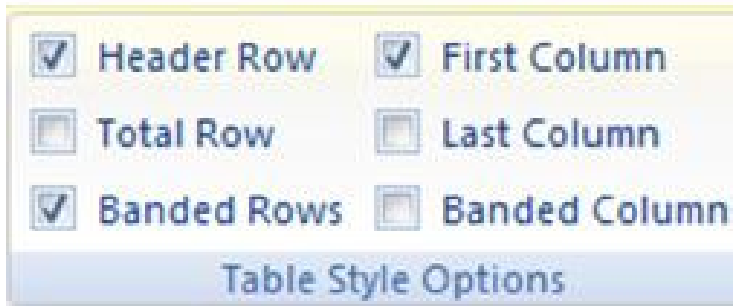 Header Row First Column
Total Row Last Column
Banded Rows Banded Column
Table Style Options